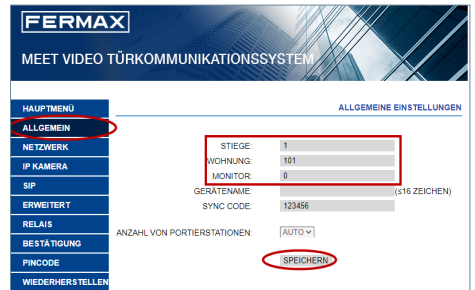 FERMAX
MEET VIDEO TÜRKOMMUNIKATIONSSYSTEM
HAUPTMENÜ
ALLGEMEIN
NETZWERK
IP KAMERA
SIP
ERWEITERT
RELAIS
BESTÄTIGUNG
PINCODE
WIEDERHERSTELLEN
ALLGEMEINE EINSTELLUNGEN
STIEGE: 1
WOHNUNG: 101
MONITOR: 0
GERÄTENAME: (≤16 ZEICHEN)
SYNC CODE: 123456
ANZAHL VON PORTIERSTATIONEN: AUTO
SPEICHERN